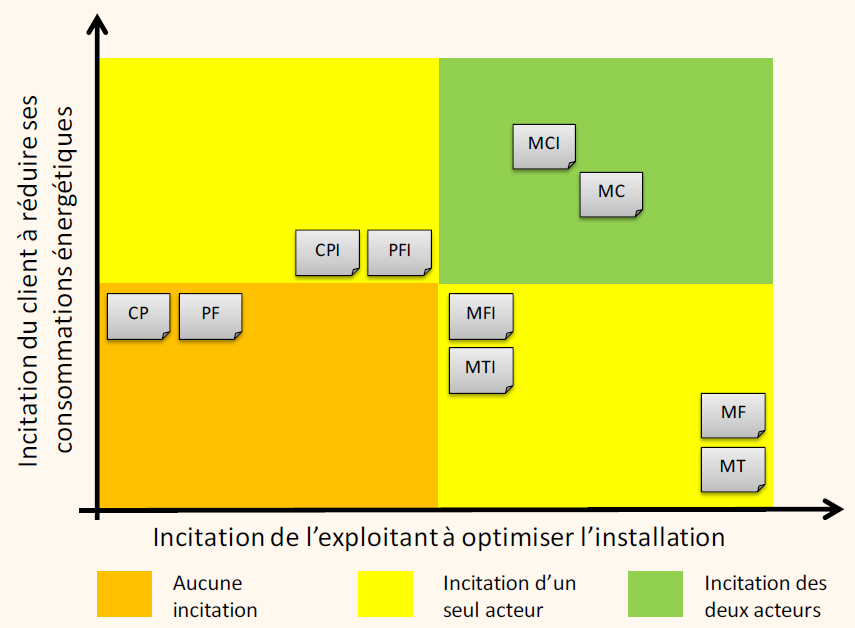 Incitation du client à réduire ses
consommations énergétiques
MCI
MC
CPI
PFI
CP
PF
MFI
MTI
MF
MT
Incitation de l’exploitant à optimiser l’installation
Aucune
incitation
Incitation d’un
seul acteur
Incitation des
deux acteurs